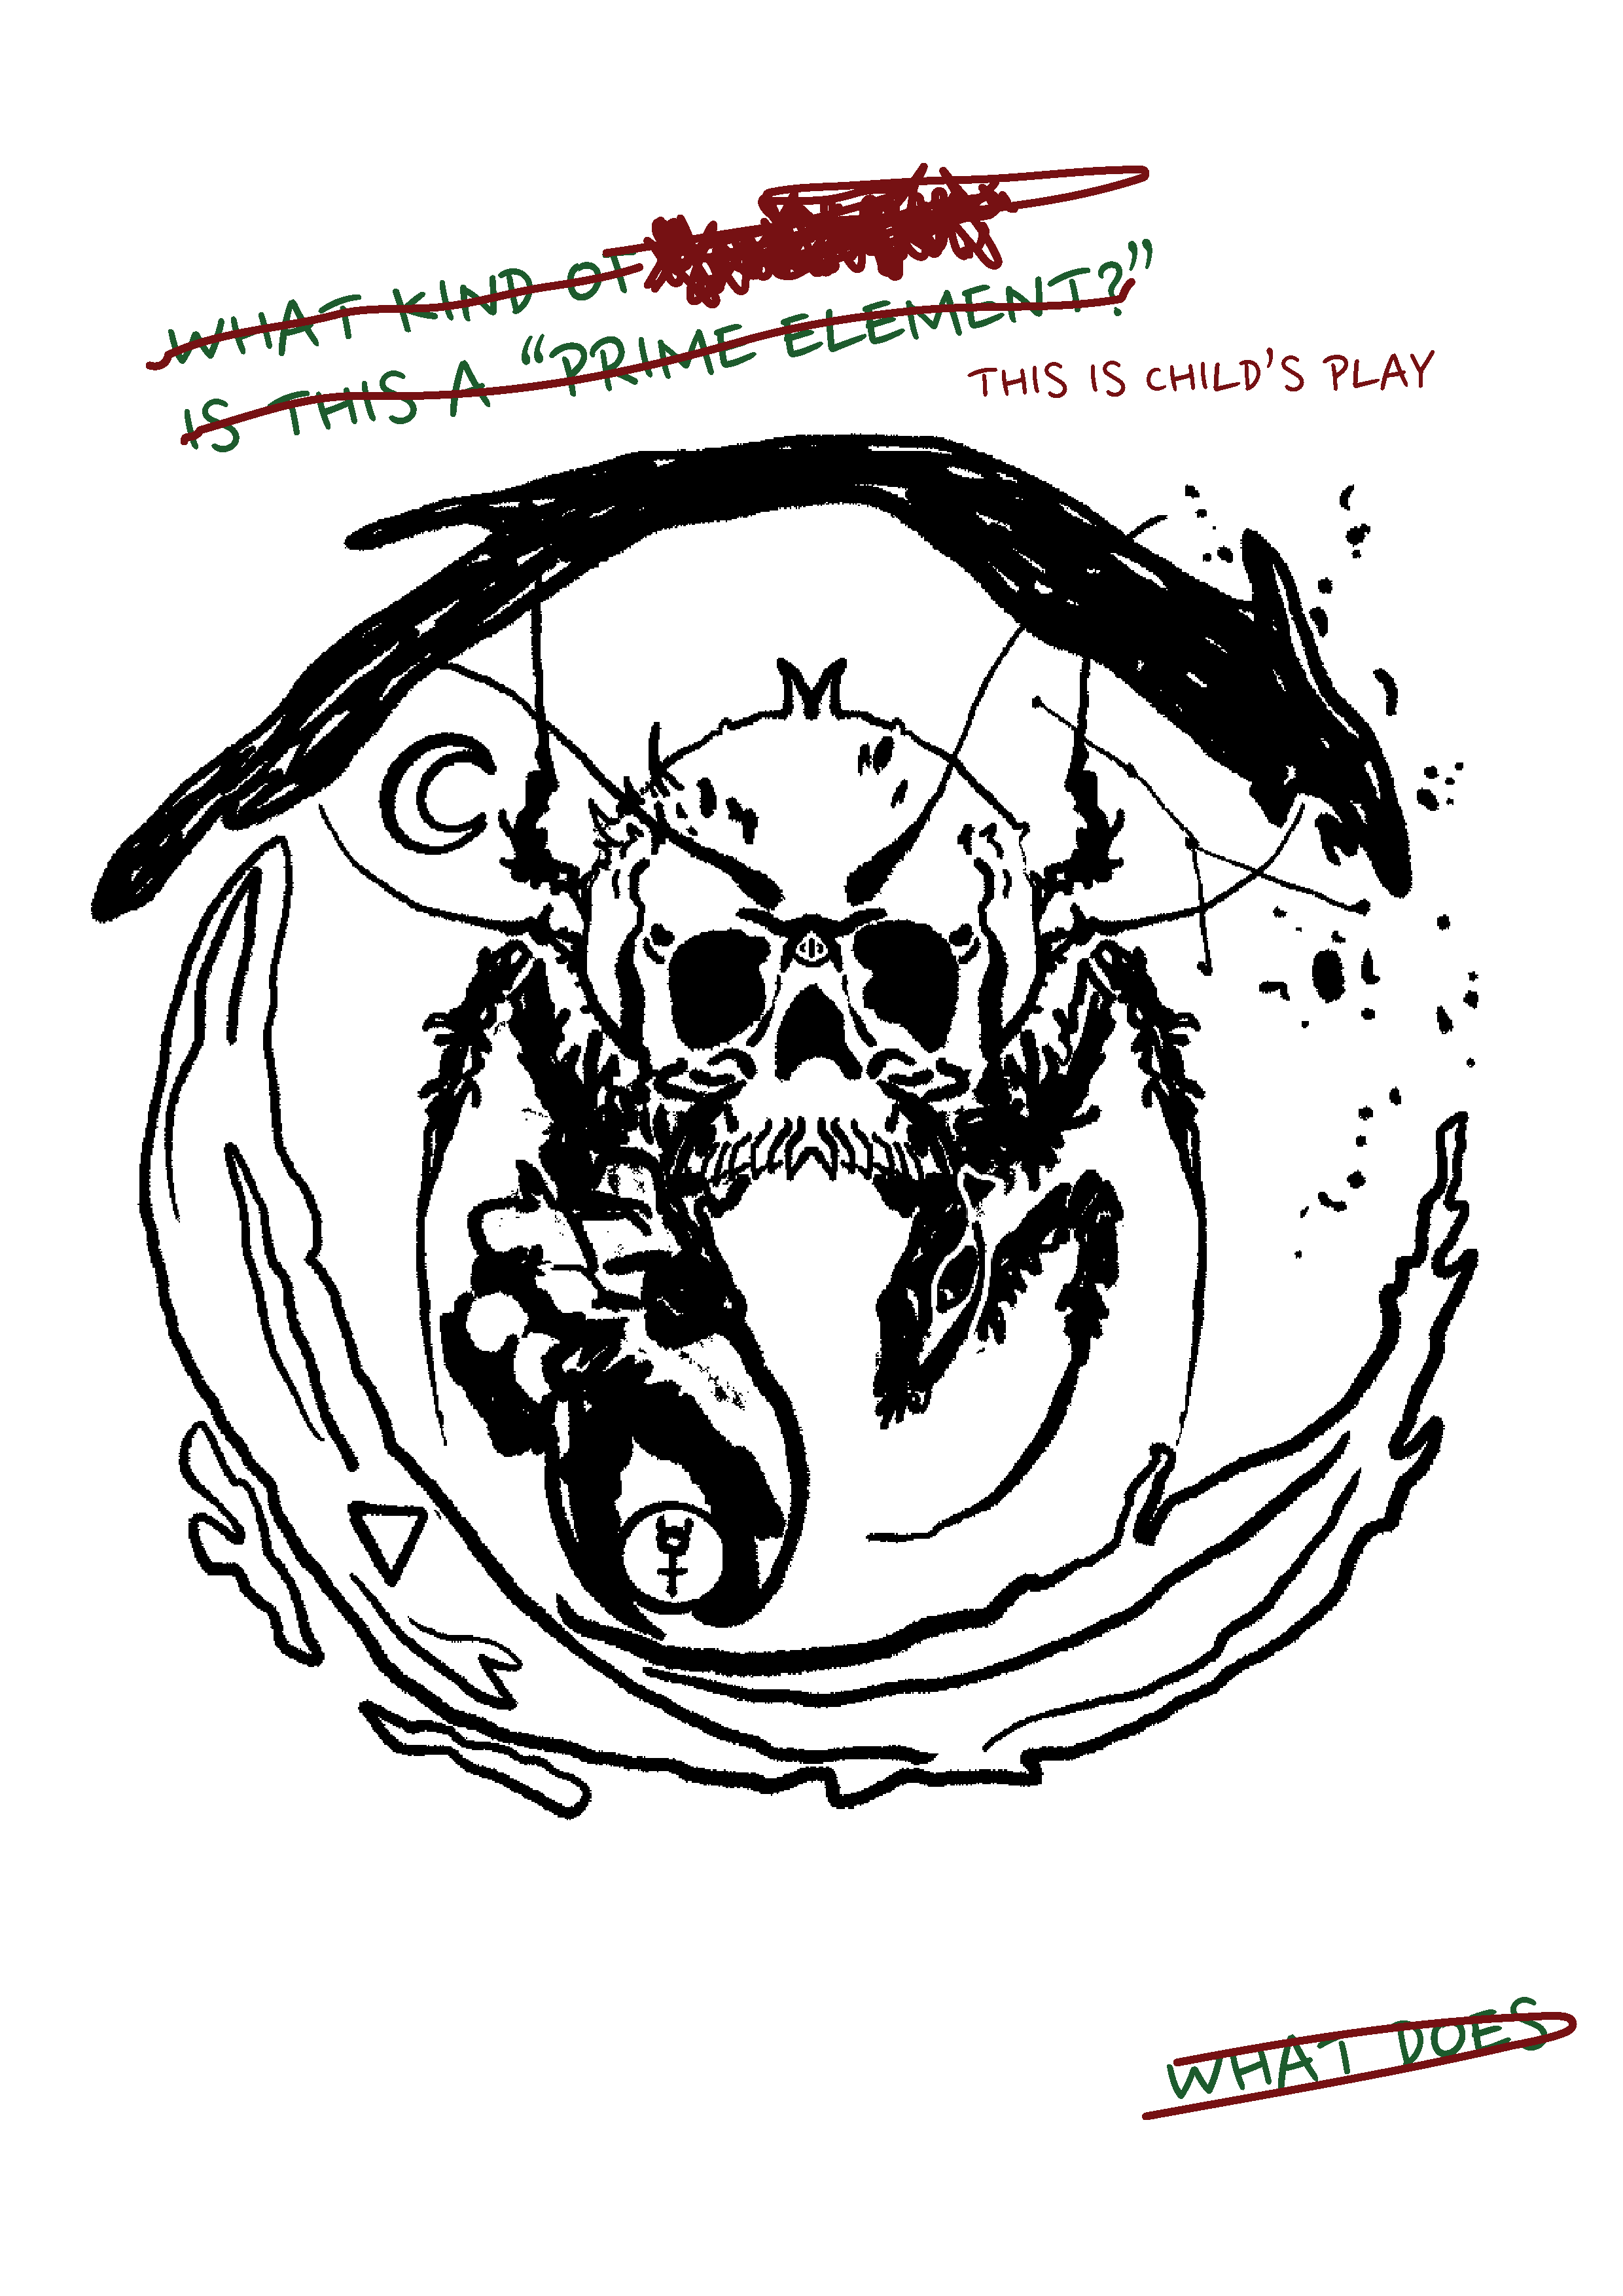 WHAT KIND OF
IS THIS A “PRIME ELEMENT?”
THIS IS CHILD’S PLAY
WHAT DOES